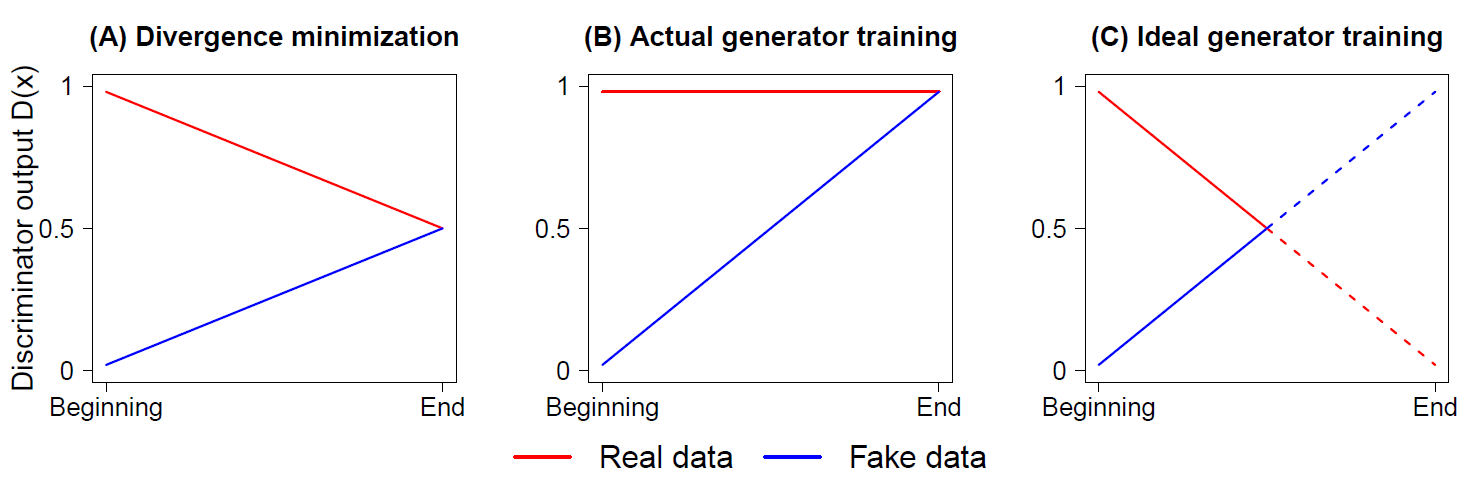 (A) Divergence minimization
(B) Actual generator training
(C) Ideal generator training
Discriminator output D(x)
1
0.5
0
Beginning
End
1
0.5
0
Beginning
End
1
0.5
0
Beginning
End
Real data
Fake data